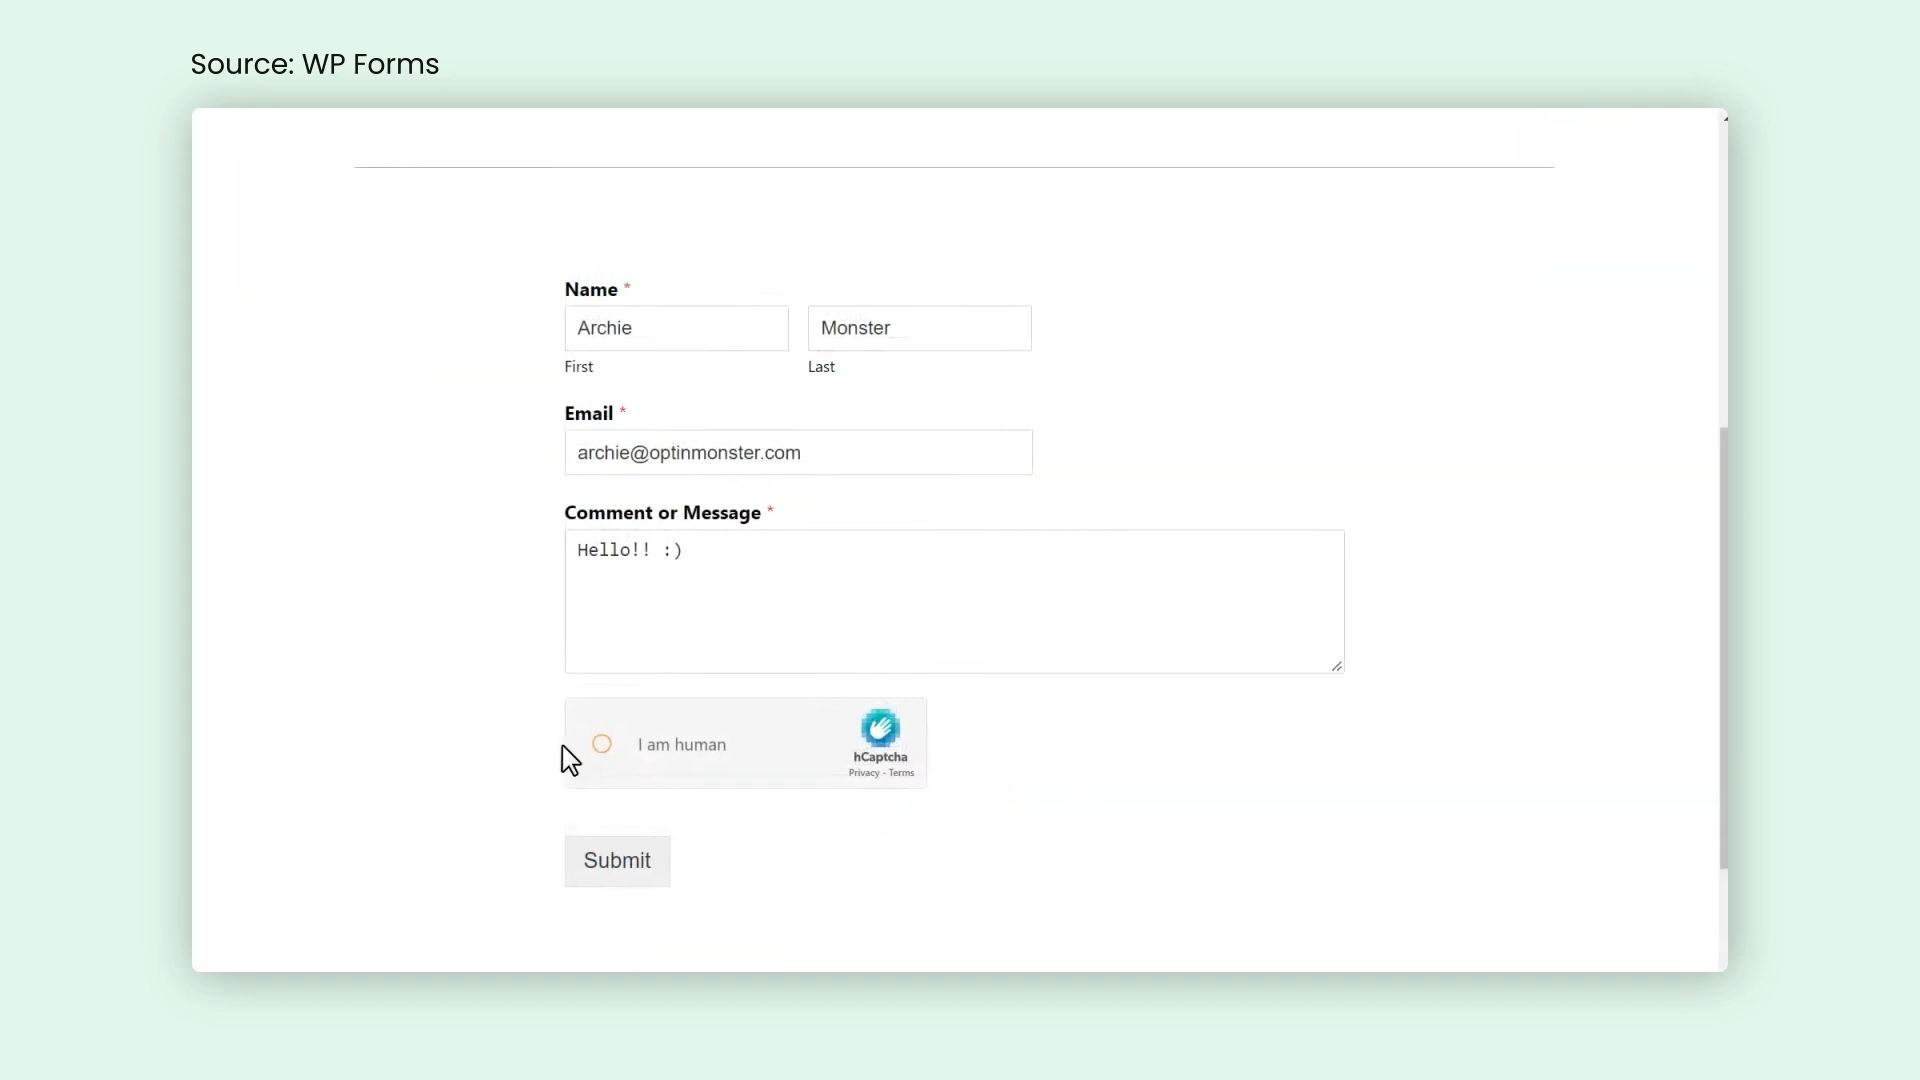 Source: WP Forms
Name *
Archie
Monster
First
Last
Email *
archie@optinmonster.com
Comment or Message *
Hello!! :)
I am human
hCaptcha
Privacy - Terms
Submit